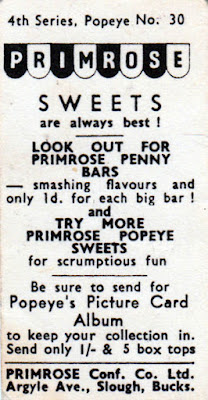 4th Series, Popeye No. 30
PRIMROSE
SWEETS
are always best !
LOOK OUT FOR
PRIMROSE PENNY
BARS
— smashing flavours and
only 1d. for each big bar !
and
TRY MORE
PRIMROSE POPEYE
SWEETS
for scrumptious fun
Be sure to send for
Popeye's Picture Card
Album
to keep your collection in.
Send only 1/- & 5 box tops
PRIMROSE Conf. Co. Ltd.
Argyle Ave., Slough, Bucks.